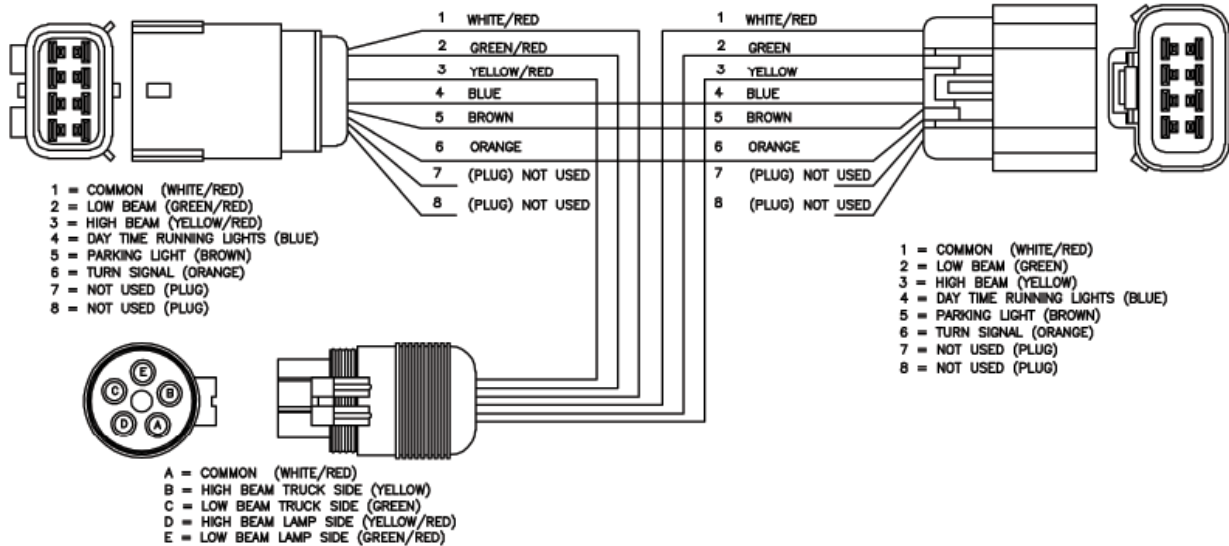 1 WHITE/RED 1 WHITE/RED
2 GREEN/RED 2 GREEN
3 YELLOW/RED 3 YELLOW
4 BLUE 4 BLUE
5 BROWN 5 BROWN
6 ORANGE 6 ORANGE
7 (PLUG) NOT USED 7 (PLUG) NOT USED
8 (PLUG) NOT USED 8 (PLUG) NOT USED
1 = COMMON (WHITE/RED)
2 = LOW BEAM (GREEN/RED)
3 = HIGH BEAM (YELLOW/RED)
4 = DAY TIME RUNNING LIGHTS (BLUE)
5 = PARKING LIGHT (BROWN)
6 = TURN SIGNAL (ORANGE)
7 = NOT USED (PLUG)
8 = NOT USED (PLUG)
1 = COMMON (WHITE/RED)
2 = LOW BEAM (GREEN)
3 = HIGH BEAM (YELLOW)
4 = DAY TIME RUNNING LIGHTS (BLUE)
5 = PARKING LIGHT (BROWN)
6 = TURN SIGNAL (ORANGE)
7 = NOT USED (PLUG)
8 = NOT USED (PLUG)
E
C B
D A
A = COMMON (WHITE/RED)
B = HIGH BEAM TRUCK SIDE (YELLOW)
C = LOW BEAM TRUCK SIDE (GREEN)
D = HIGH BEAM LAMP SIDE (YELLOW/RED)
E = LOW BEAM LAMP SIDE (GREEN/RED)